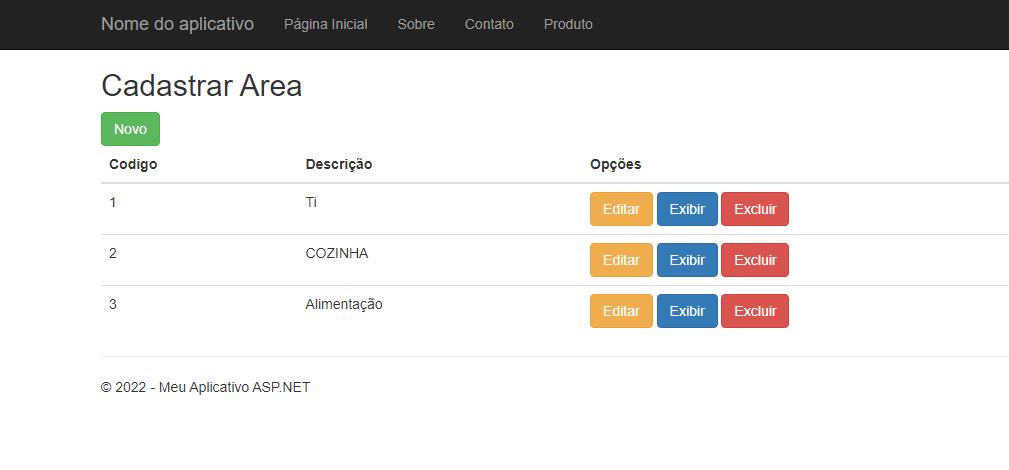 Nome do aplicativo Página Inicial Sobre Contato Produto
Cadastrar Area
Novo
Codigo Descrição Opções
1 Ti Editar Exibir Excluir
2 COZINHA Editar Exibir Excluir
3 Alimentação Editar Exibir Excluir
© 2022 - Meu Aplicativo ASP.NET